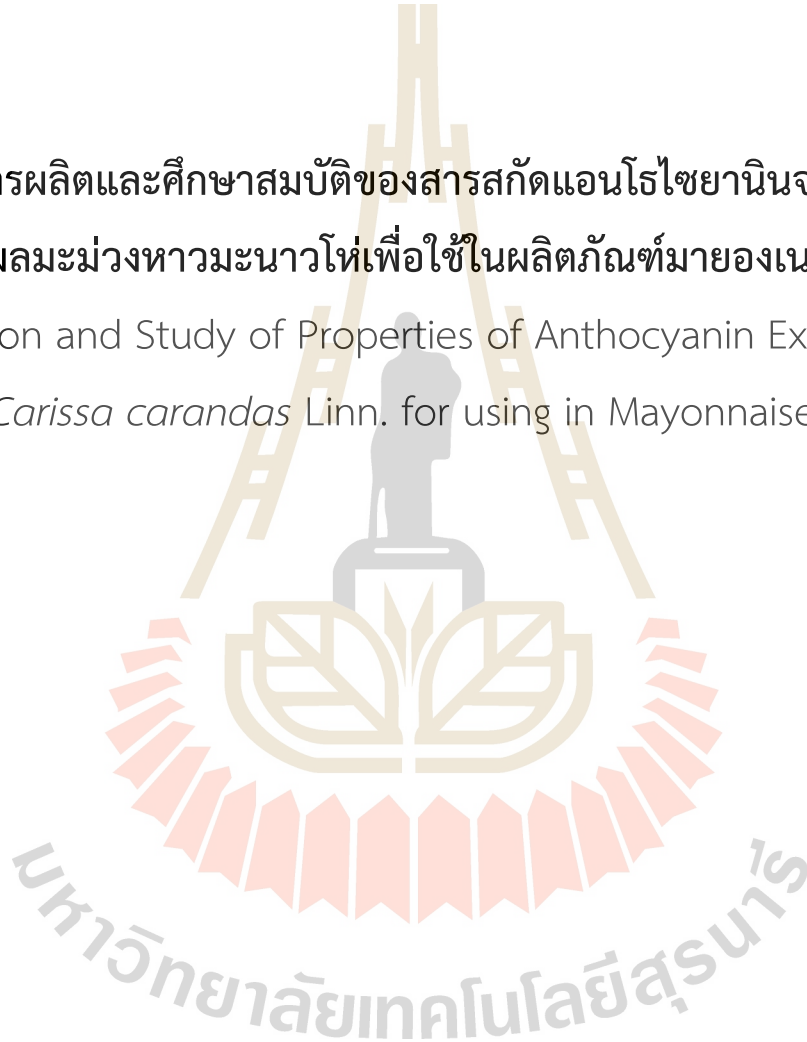 ารผลิตและศึกษาสมบัติของสารสกัดแอนโธไซยานินจ
ผลมะม่วงหาวมะนาวโห่เพื่อใช้ในผลิตภัณฑ์มายองเน
on and Study of Properties of Anthocyanin Ex
Carissa carandas Linn. for using in Mayonnaise
มหาวิทยาลัยเทคโนโลยีสุรนารี